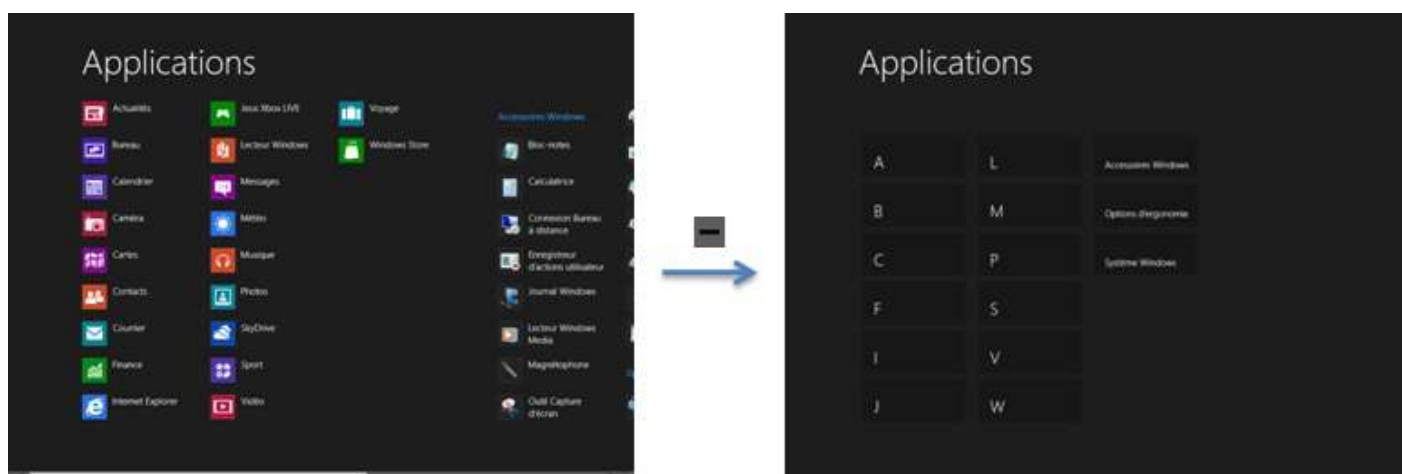 Applications
Actualités
Bureau
Calendrier
Caméra
Cartes
Contacts
Courrier
Finance
Internet Explorer
Jeux Xbox LIVE
Lecteur Windows
Messages
Météo
Musique
Photos
SkyDrive
Sport
Vidéo
Voyage
Windows Store
Accessoires Windows
Bloc-notes
Calculatrice
Connexion Bureau
à distance
Enregistreur
d'actions utilisateur
Journal Windows
Lecteur Windows
Media
Magnétophone
Outil Capture
d'écran
Applications
A
B
C
F
I
J
L
M
P
S
V
W
Accessoires Windows
Options d'ergonomie
Système Windows